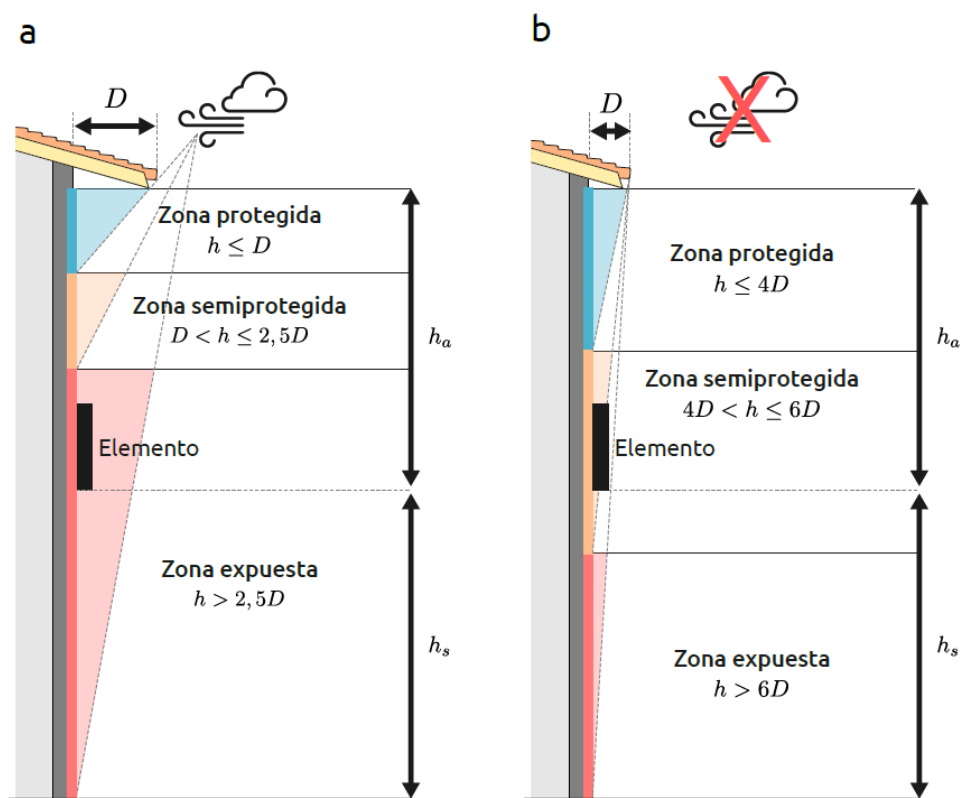 a
D
Zona protegida
h ≤ D
Zona semiprotegida
D < h ≤ 2,5D
h_a
Elemento
Zona expuesta
h > 2,5D
h_s
b
D
Zona protegida
h ≤ 4D
h_a
Zona semiprotegida
4D < h ≤ 6D
Elemento
Zona expuesta
h > 6D
h_s